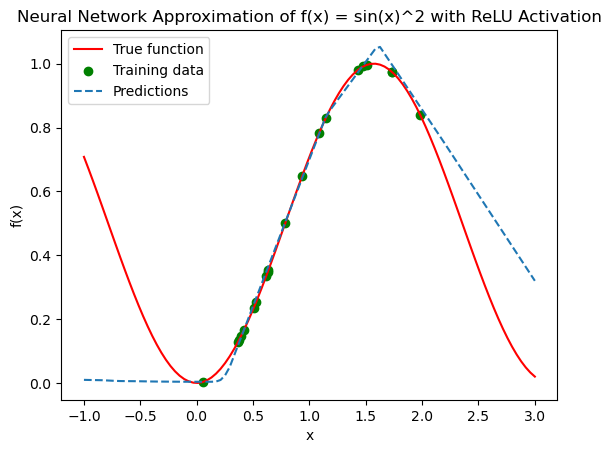 Neural Network Approximation of f(x) = sin(x)^2 with ReLU Activation
True function
Training data
Predictions
f(x)
1.0
0.8
0.6
0.4
0.2
0.0
−1.0 −0.5 0.0 0.5 1.0 1.5 2.0 2.5 3.0
x